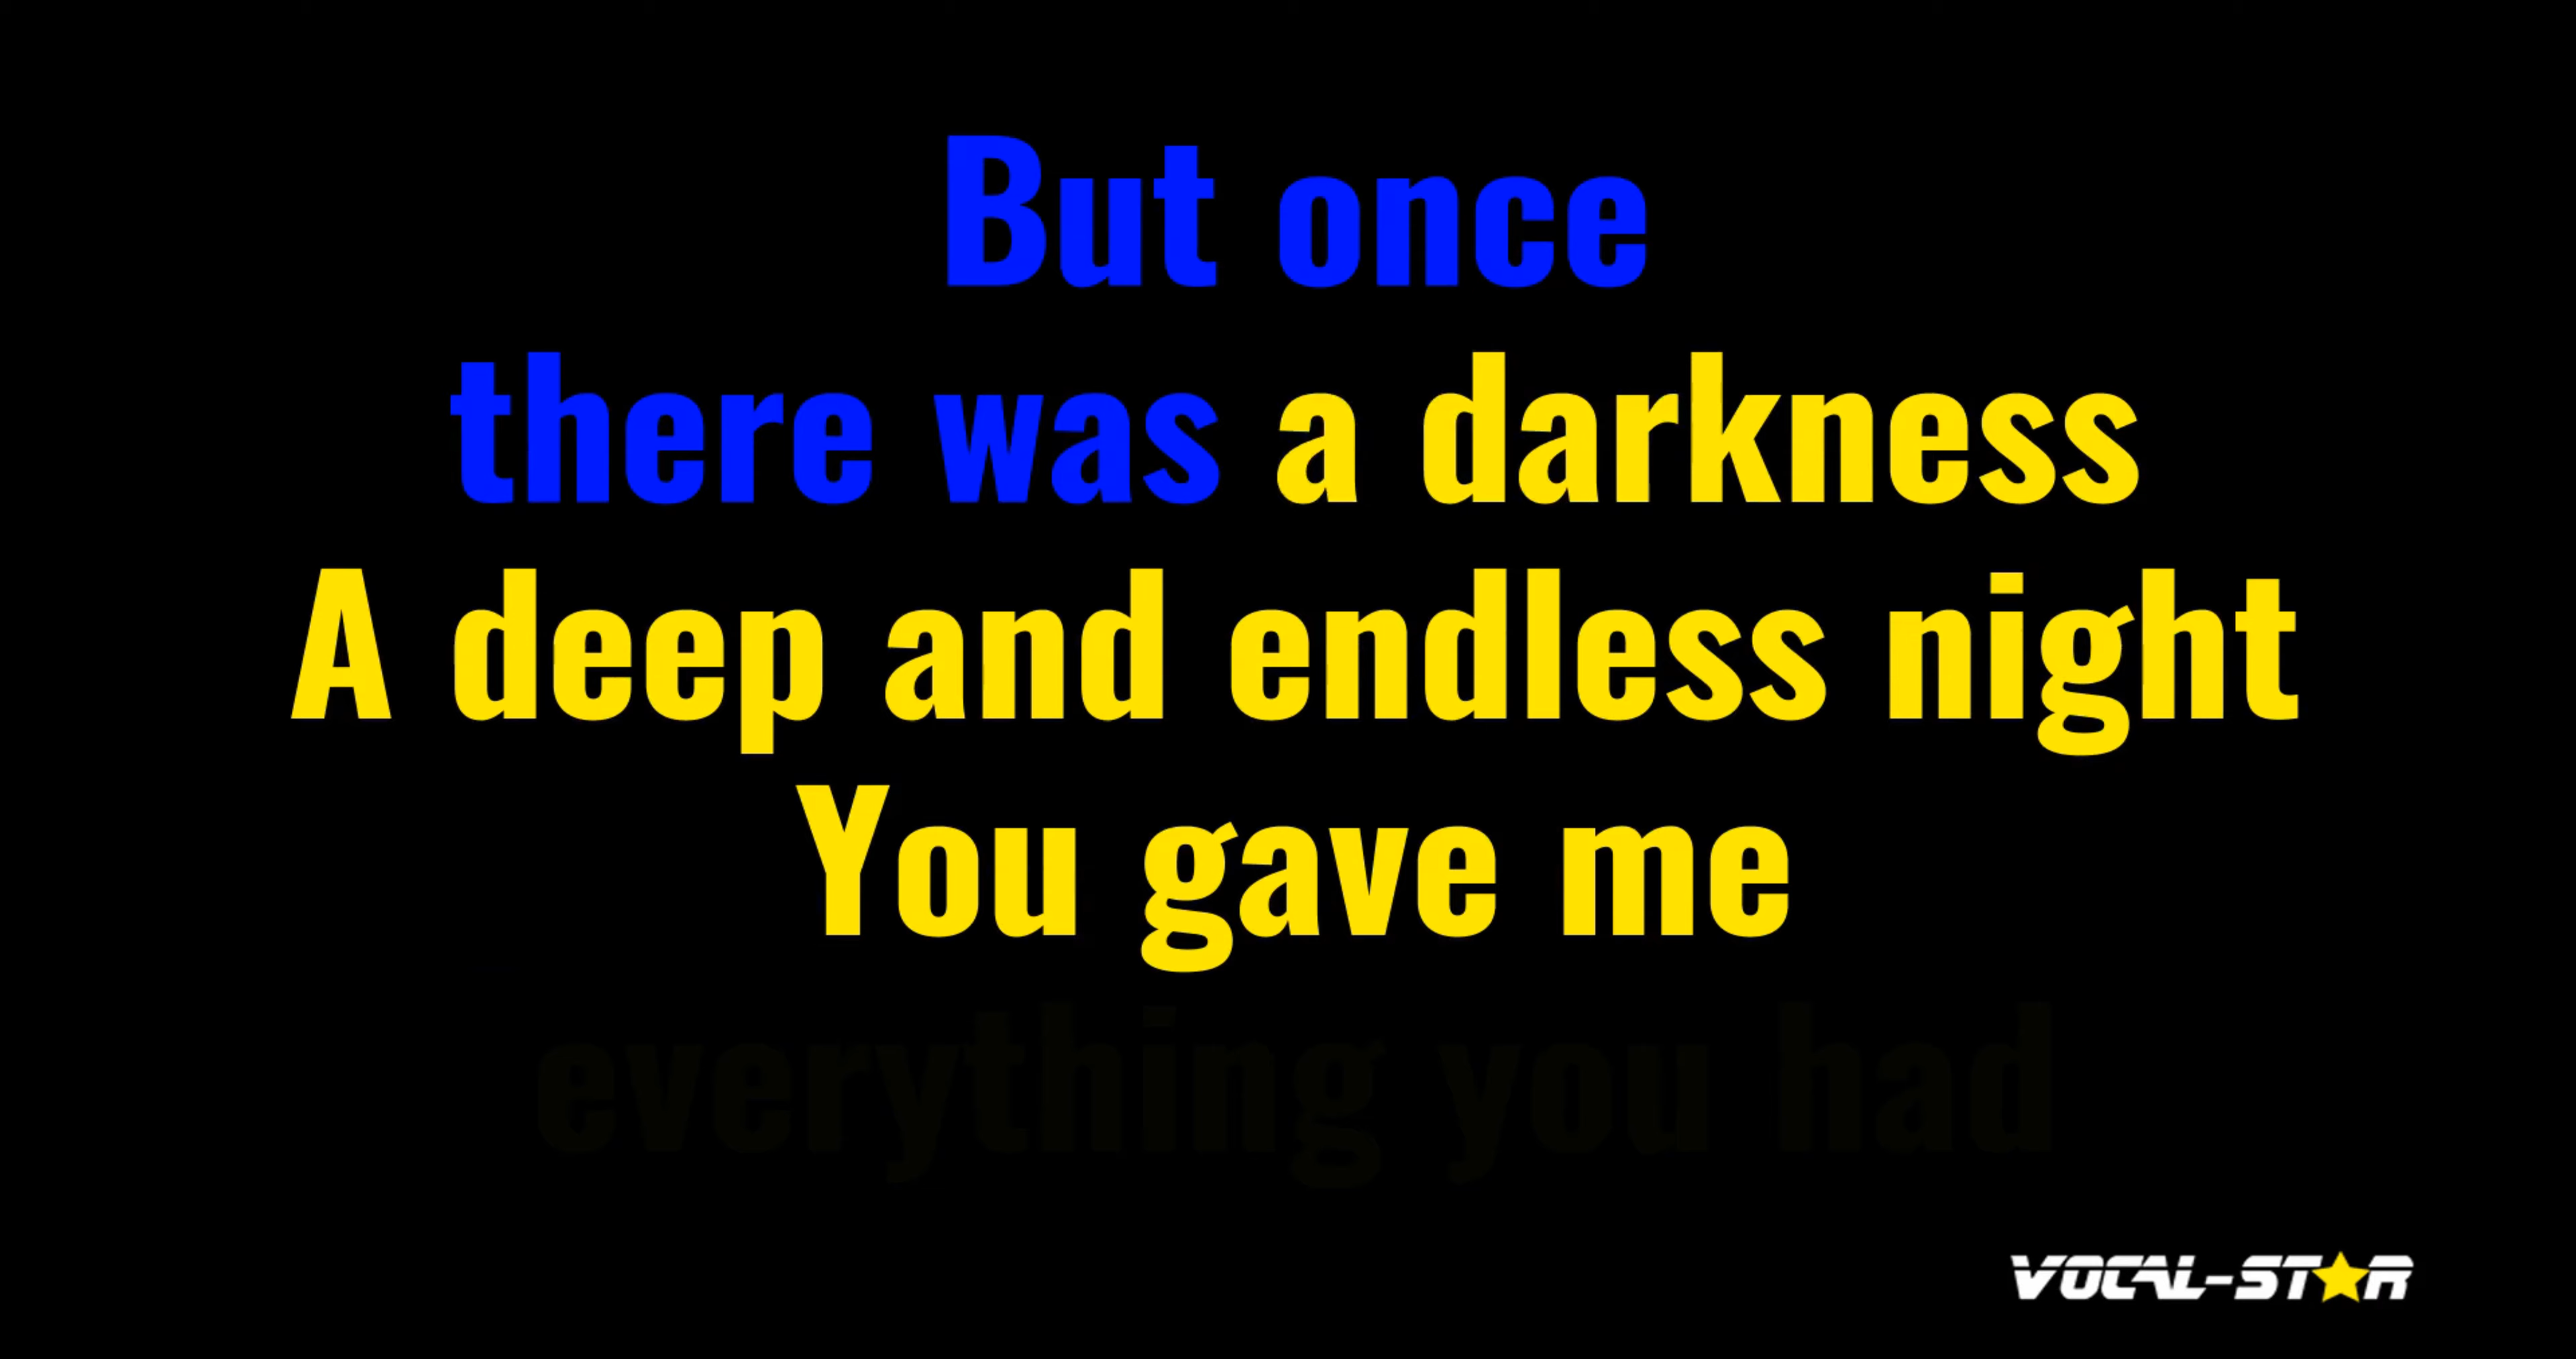 But once
there was a darkness
A deep and endless night
You gave me
everything you had
VOCAL-STAR